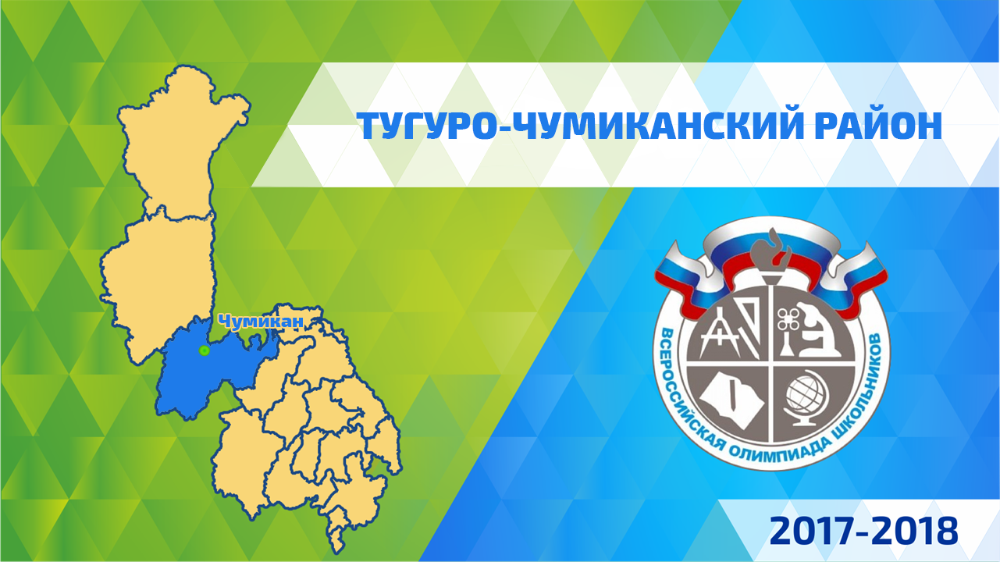 ТУГУРО-ЧУМИКАНСКИЙ РАЙОН
Чумикан
ВСЕРОССИЙСКАЯ ОЛИМПИАДА ШКОЛЬНИКОВ
2017-2018